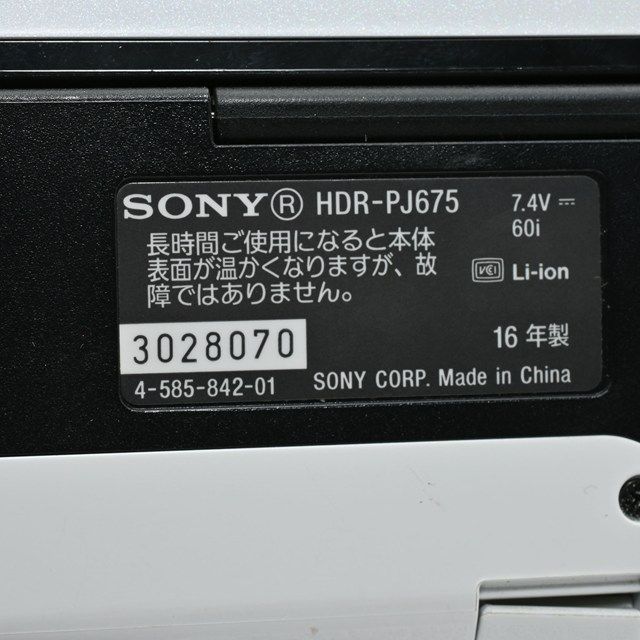 SONY® HDR-PJ675 7.4V ⎓
60i
長時間ご使用になると本体
表面が温かくなりますが、故
障ではありません。
VCI Li-ion
3028070
16 年製
4-585-842-01 SONY CORP. Made in China